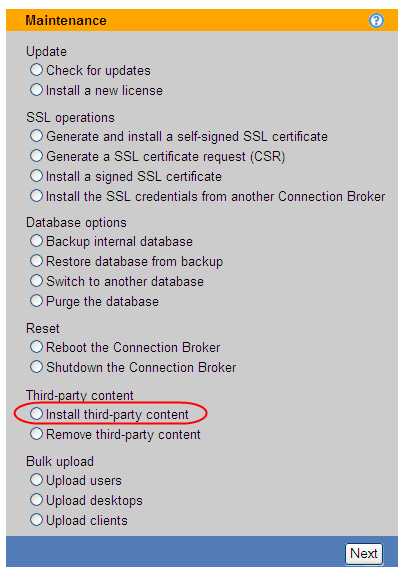 Maintenance
?
Update
Check for updates
Install a new license
SSL operations
Generate and install a self-signed SSL certificate
Generate a SSL certificate request (CSR)
Install a signed SSL certificate
Install the SSL credentials from another Connection Broker
Database options
Backup internal database
Restore database from backup
Switch to another database
Purge the database
Reset
Reboot the Connection Broker
Shutdown the Connection Broker
Third-party content
Install third-party content
Remove third-party content
Bulk upload
Upload users
Upload desktops
Upload clients
Next